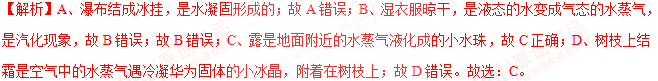 【解析】A、瀑布结成冰挂，是水凝固形成的；故 A 错误；B、湿衣服晾干，是液态的水变成气态的水蒸气，
是汽化现象，故 B 错误；故 B 错误；C、露是地面附近的水蒸气液化成的小水珠，故 C 正确；D、树枝上结
霜是空气中的水蒸气遇冷凝华为固体的小冰晶，附着在树枝上；故 D 错误。故选：C。